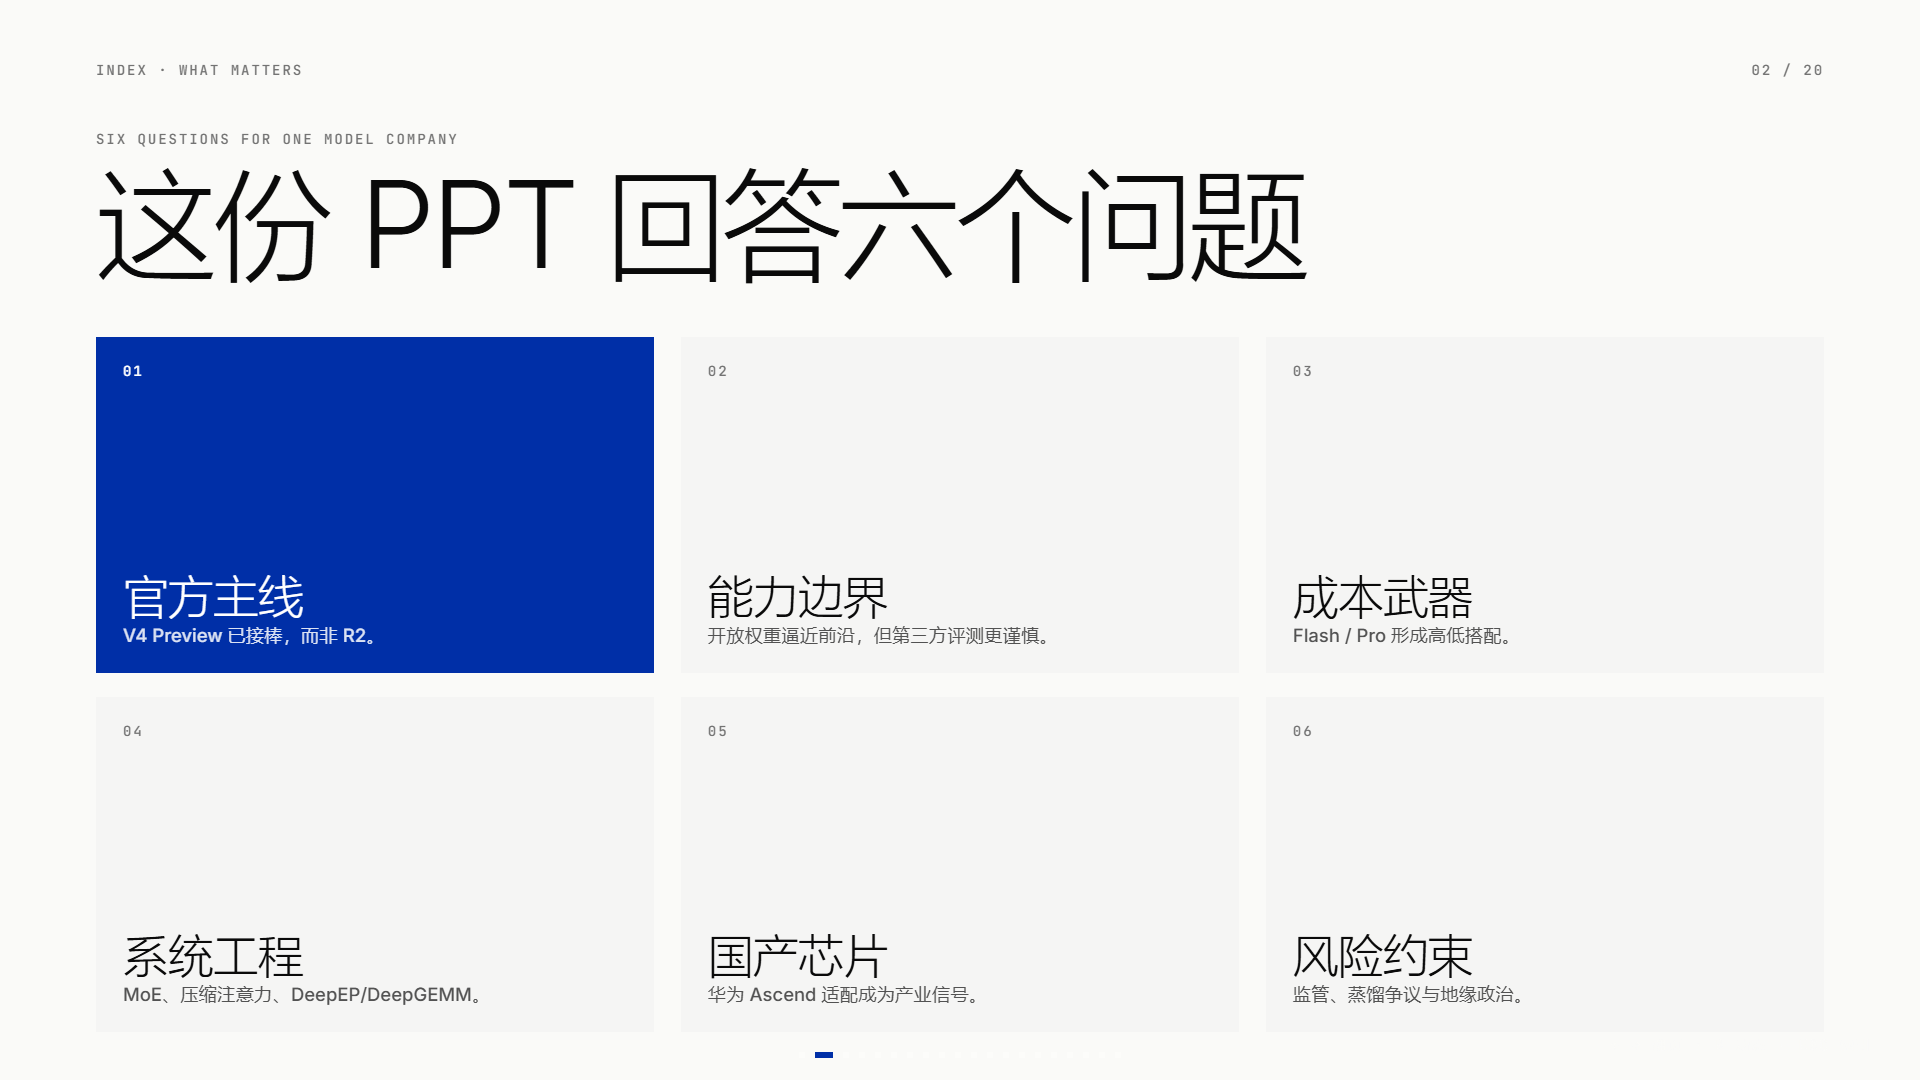 INDEX · WHAT MATTERS
02 / 20
SIX QUESTIONS FOR ONE MODEL COMPANY
这份 PPT 回答六个问题
01
官方主线
V4 Preview 已接棒，而非 R2。
02
能力边界
开放权重逼近前沿，但第三方评测更谨慎。
03
成本武器
Flash / Pro 形成高低搭配。
04
系统工程
MoE、压缩注意力、DeepEP/DeepGEMM。
05
国产芯片
华为 Ascend 适配成为产业信号。
06
风险约束
监管、蒸馏争议与地缘政治。